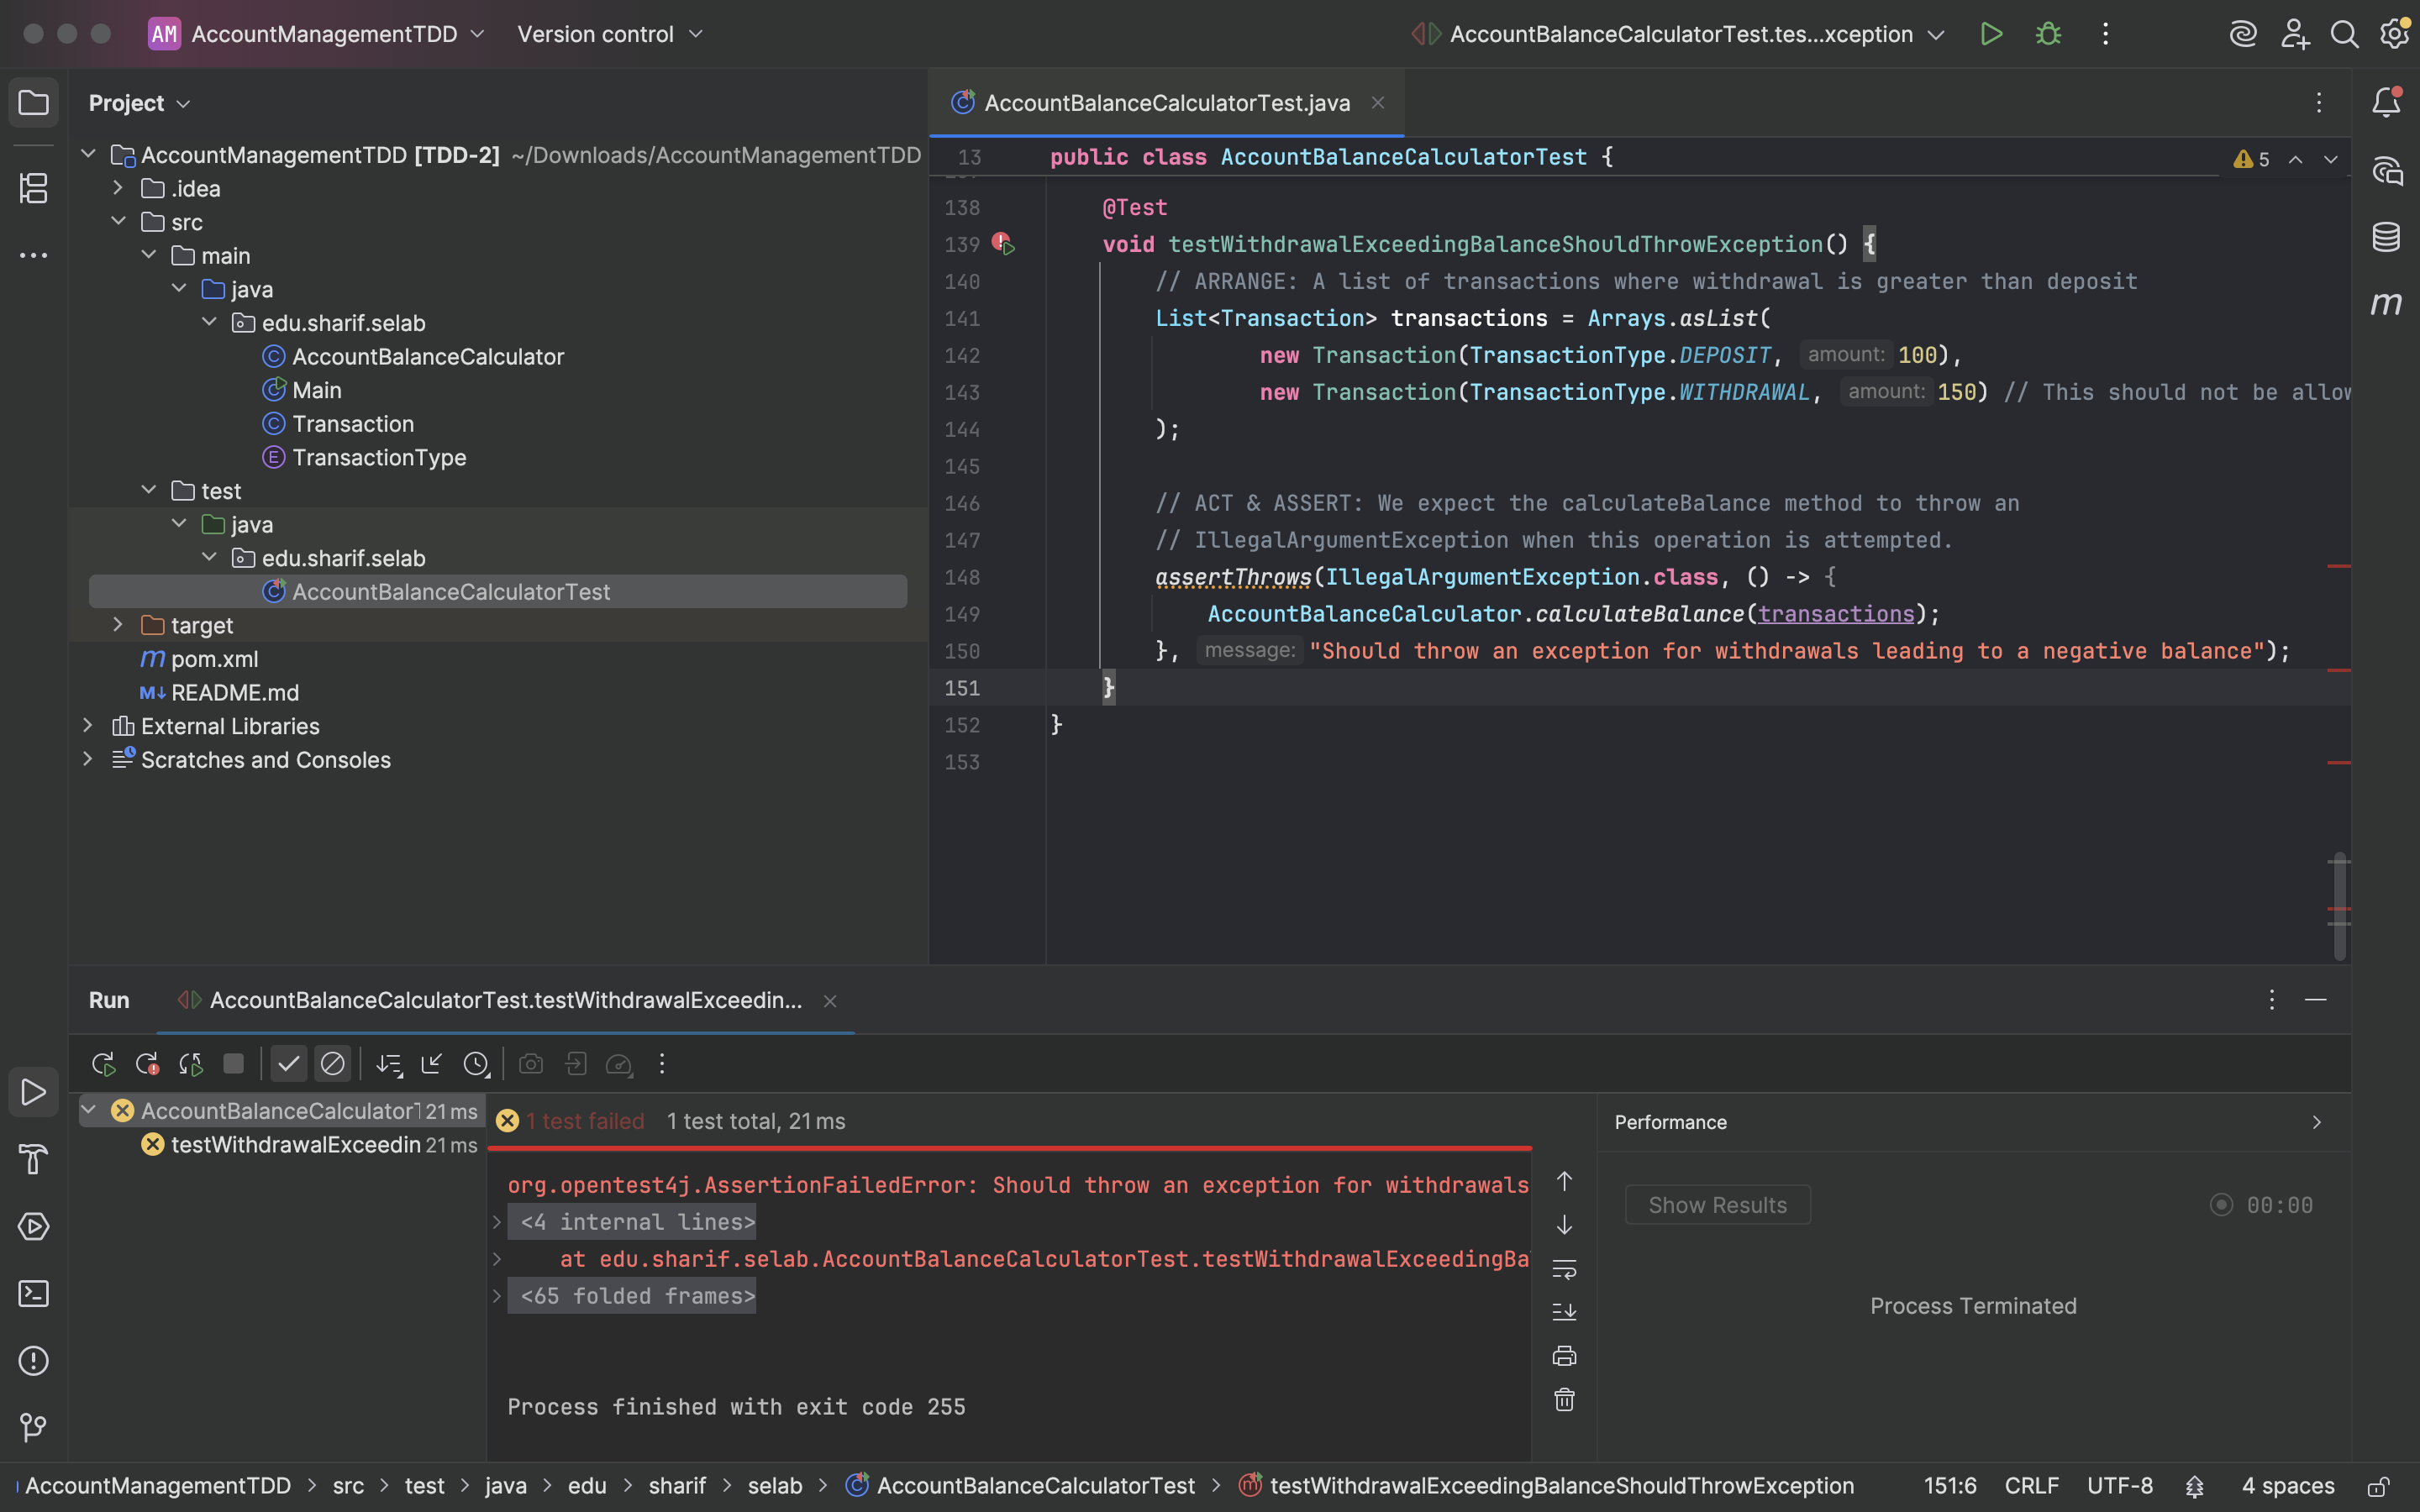 AM AccountManagementTDD Version control AccountBalanceCalculatorTest.tes...xception
Project
AccountManagementTDD [TDD-2] ~/Downloads/AccountManagementTDD
.idea
src
main
java
edu.sharif.selab
AccountBalanceCalculator
Main
Transaction
TransactionType
test
java
edu.sharif.selab
AccountBalanceCalculatorTest
target
pom.xml
README.md
External Libraries
Scratches and Consoles
AccountBalanceCalculatorTest.java
13 public class AccountBalanceCalculatorTest { 5
138 @Test
139 void testWithdrawalExceedingBalanceShouldThrowException() {
140 // ARRANGE: A list of transactions where withdrawal is greater than deposit
141 List<Transaction> transactions = Arrays.asList(
142 new Transaction(TransactionType.DEPOSIT, amount: 100),
143 new Transaction(TransactionType.WITHDRAWAL, amount: 150) // This should not be allow
144 );
145
146 // ACT & ASSERT: We expect the calculateBalance method to throw an
147 // IllegalArgumentException when this operation is attempted.
148 assertThrows(IllegalArgumentException.class, () -> {
149 AccountBalanceCalculator.calculateBalance(transactions);
150 }, message: "Should throw an exception for withdrawals leading to a negative balance");
151 }
152 }
153
Run AccountBalanceCalculatorTest.testWithdrawalExceedin...
AccountBalanceCalculatorT 21 ms
testWithdrawalExceedin 21 ms
1 test failed 1 test total, 21 ms
org.opentest4j.AssertionFailedError: Should throw an exception for withdrawals
<4 internal lines>
at edu.sharif.selab.AccountBalanceCalculatorTest.testWithdrawalExceedingBa
<65 folded frames>
Process finished with exit code 255
Performance
Show Results 00:00
Process Terminated
AccountManagementTDD > src > test > java > edu > sharif > selab > AccountBalanceCalculatorTest > testWithdrawalExceedingBalanceShouldThrowException 151:6 CRLF UTF-8 4 spaces